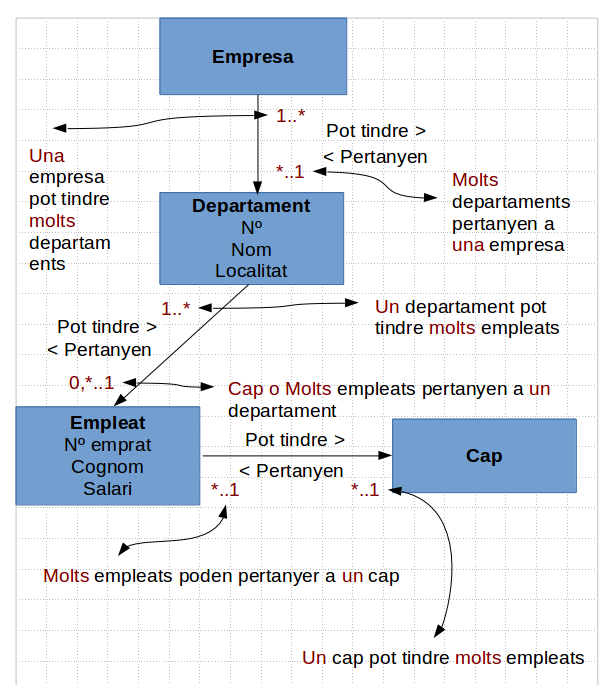 Empresa
1..*
Pot tindre >
< Pertanyen
Una
empresa
pot tindre
molts
departam
ents
*..1
Molts
departaments
pertanyen a
una empresa
Departament
Nº
Nom
Localitat
1..*
Un departament pot
tindre molts empleats
Pot tindre >
< Pertanyen
0,*..1
Cap o Molts empleats pertanyen a un
departament
Empleat
Nº emprat
Cognom
Salari
Pot tindre >
< Pertanyen
Cap
*..1
*..1
Molts empleats poden pertanyer a un cap
Un cap pot tindre molts empleats